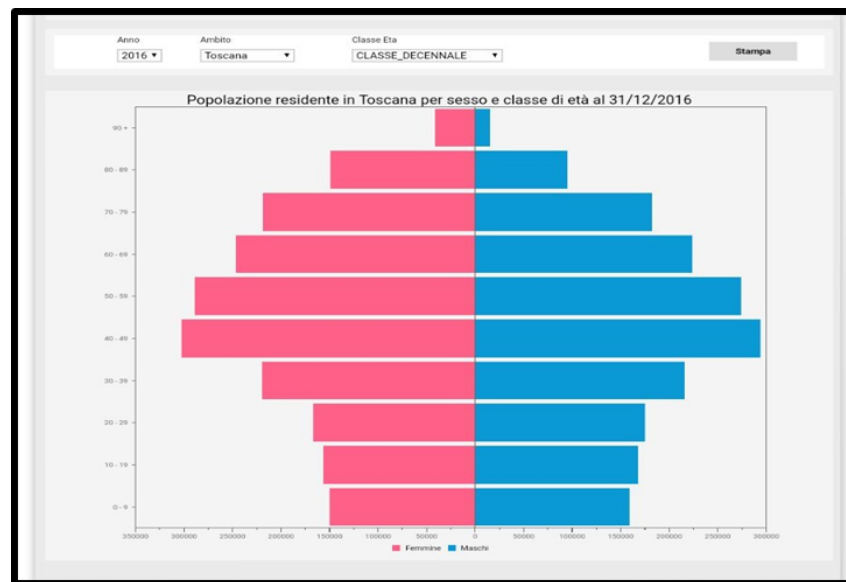 Anno Ambito Classe Eta
2016 Toscana CLASSE_DECENNALE Stampa
Popolazione residente in Toscana per sesso e classe di età al 31/12/2016
90 +
80 - 89
70 - 79
60 - 69
50 - 59
40 - 49
30 - 39
20 - 29
10 - 19
0 - 9
350000 300000 250000 200000 150000 100000 50000 0 50000 100000 150000 200000 250000 300000
Femmine Maschi